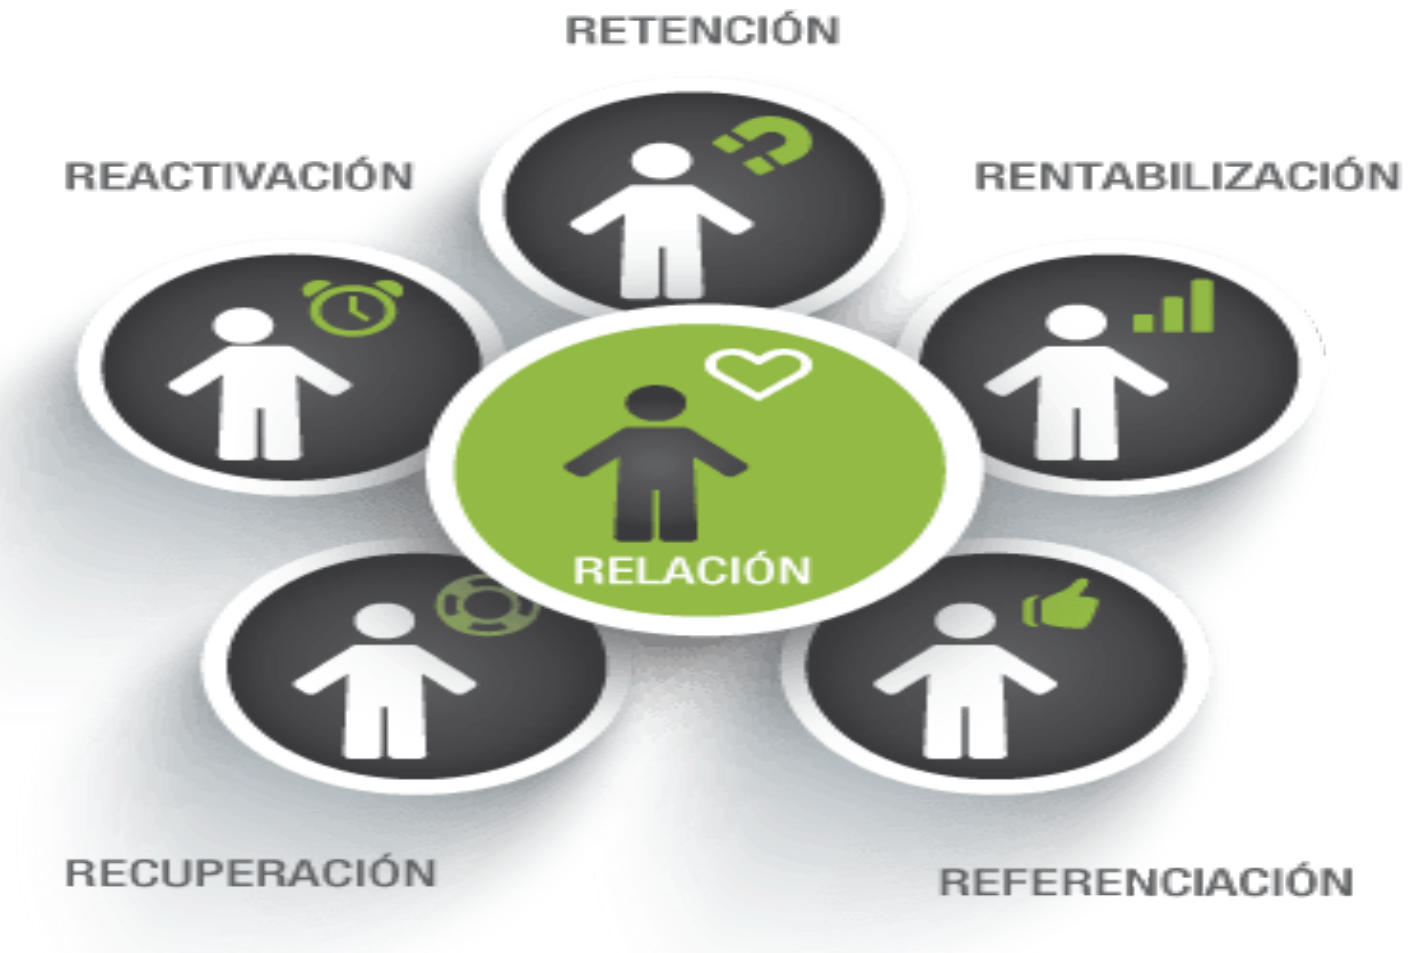 RETENCIÓN
REACTIVACIÓN
RENTABILIZACIÓN
RELACIÓN
RECUPERACIÓN
REFERENCIACIÓN